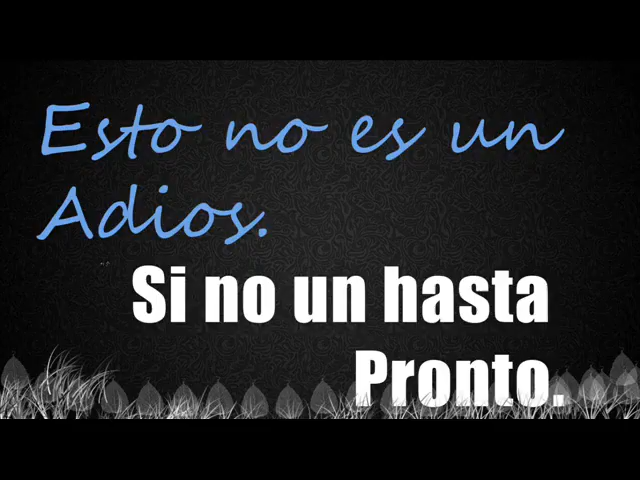 Esto no es un
Adios.
Si no un hasta
Pronto.